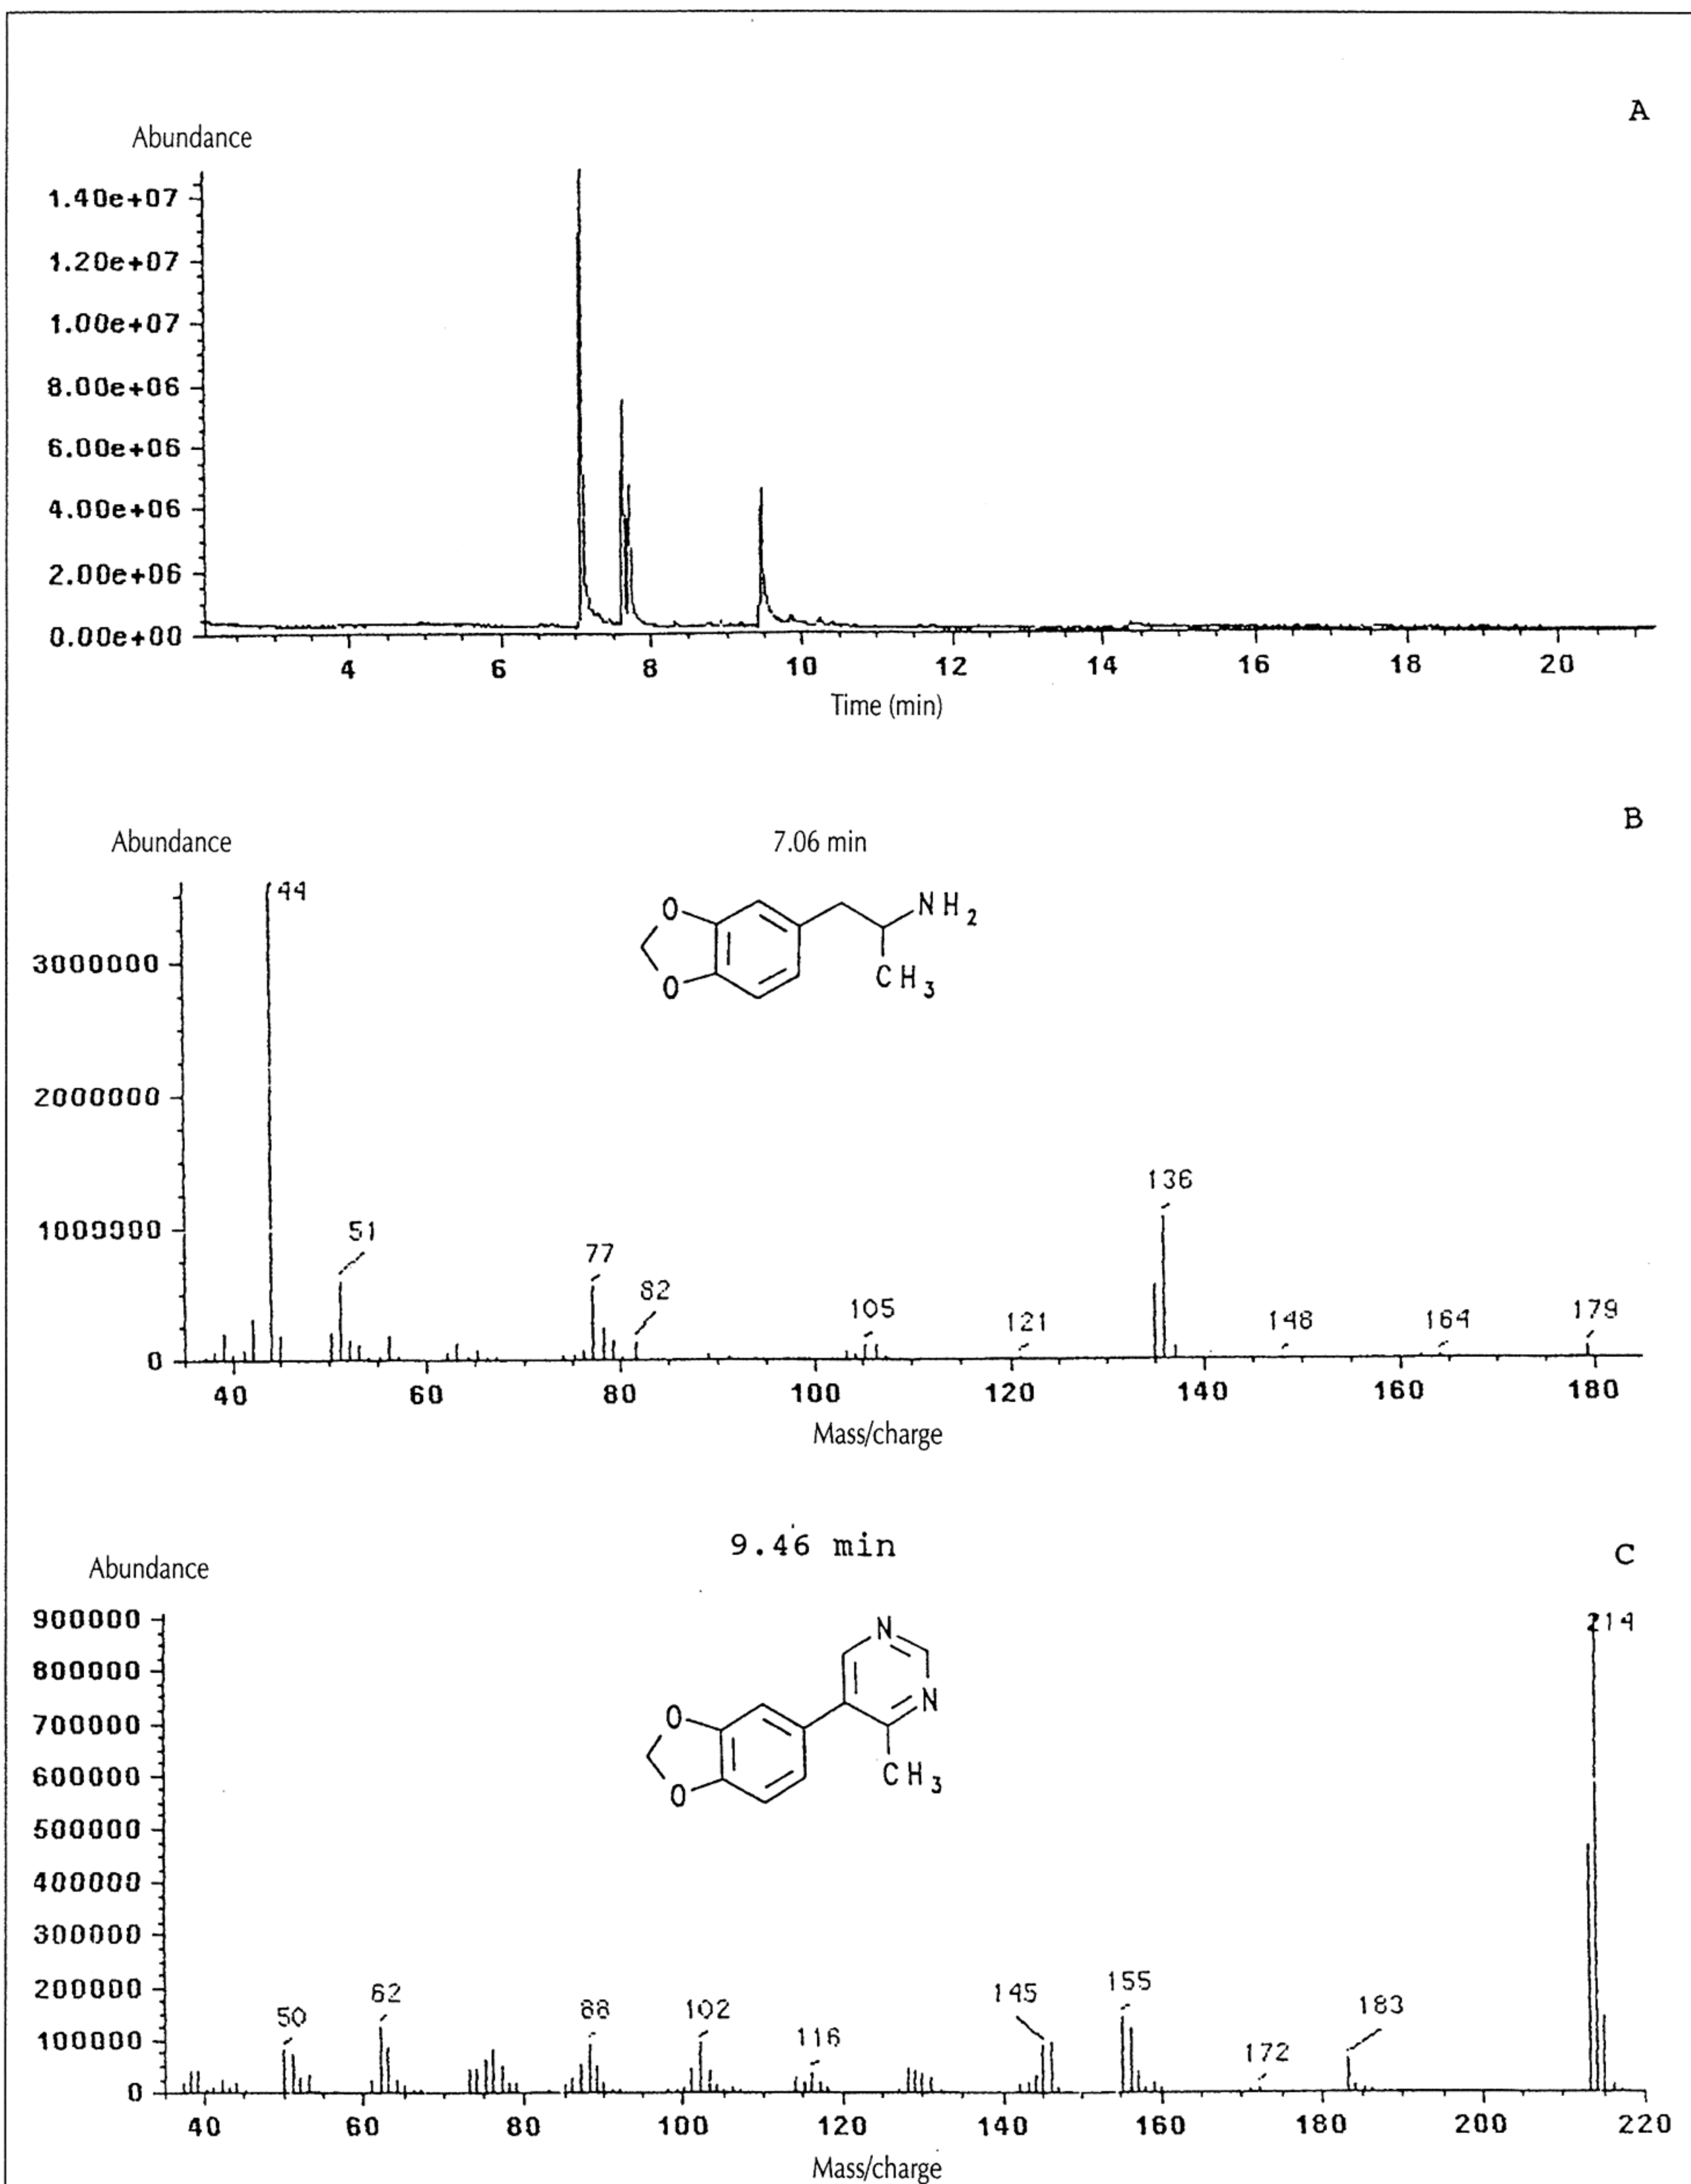 A
Abundance
1.40e+07
1.20e+07
1.00e+07
8.00e+06
6.00e+06
4.00e+06
2.00e+06
0.00e+00
4 6 8 10 12 14 16 18 20
Time (min)
B
Abundance
7.06 min
44
NH2
O
O
CH3
3000000
2000000
1000000
0
136
51
77
82
105
121
148
164
179
40 60 80 100 120 140 160 180
Mass/charge
9.46 min
C
Abundance
900000
800000
700000
600000
500000
400000
300000
200000
100000
0
214
N
N
O
O
CH3
50
62
88
102
116
145
155
172
183
40 60 80 100 120 140 160 180 200 220
Mass/charge